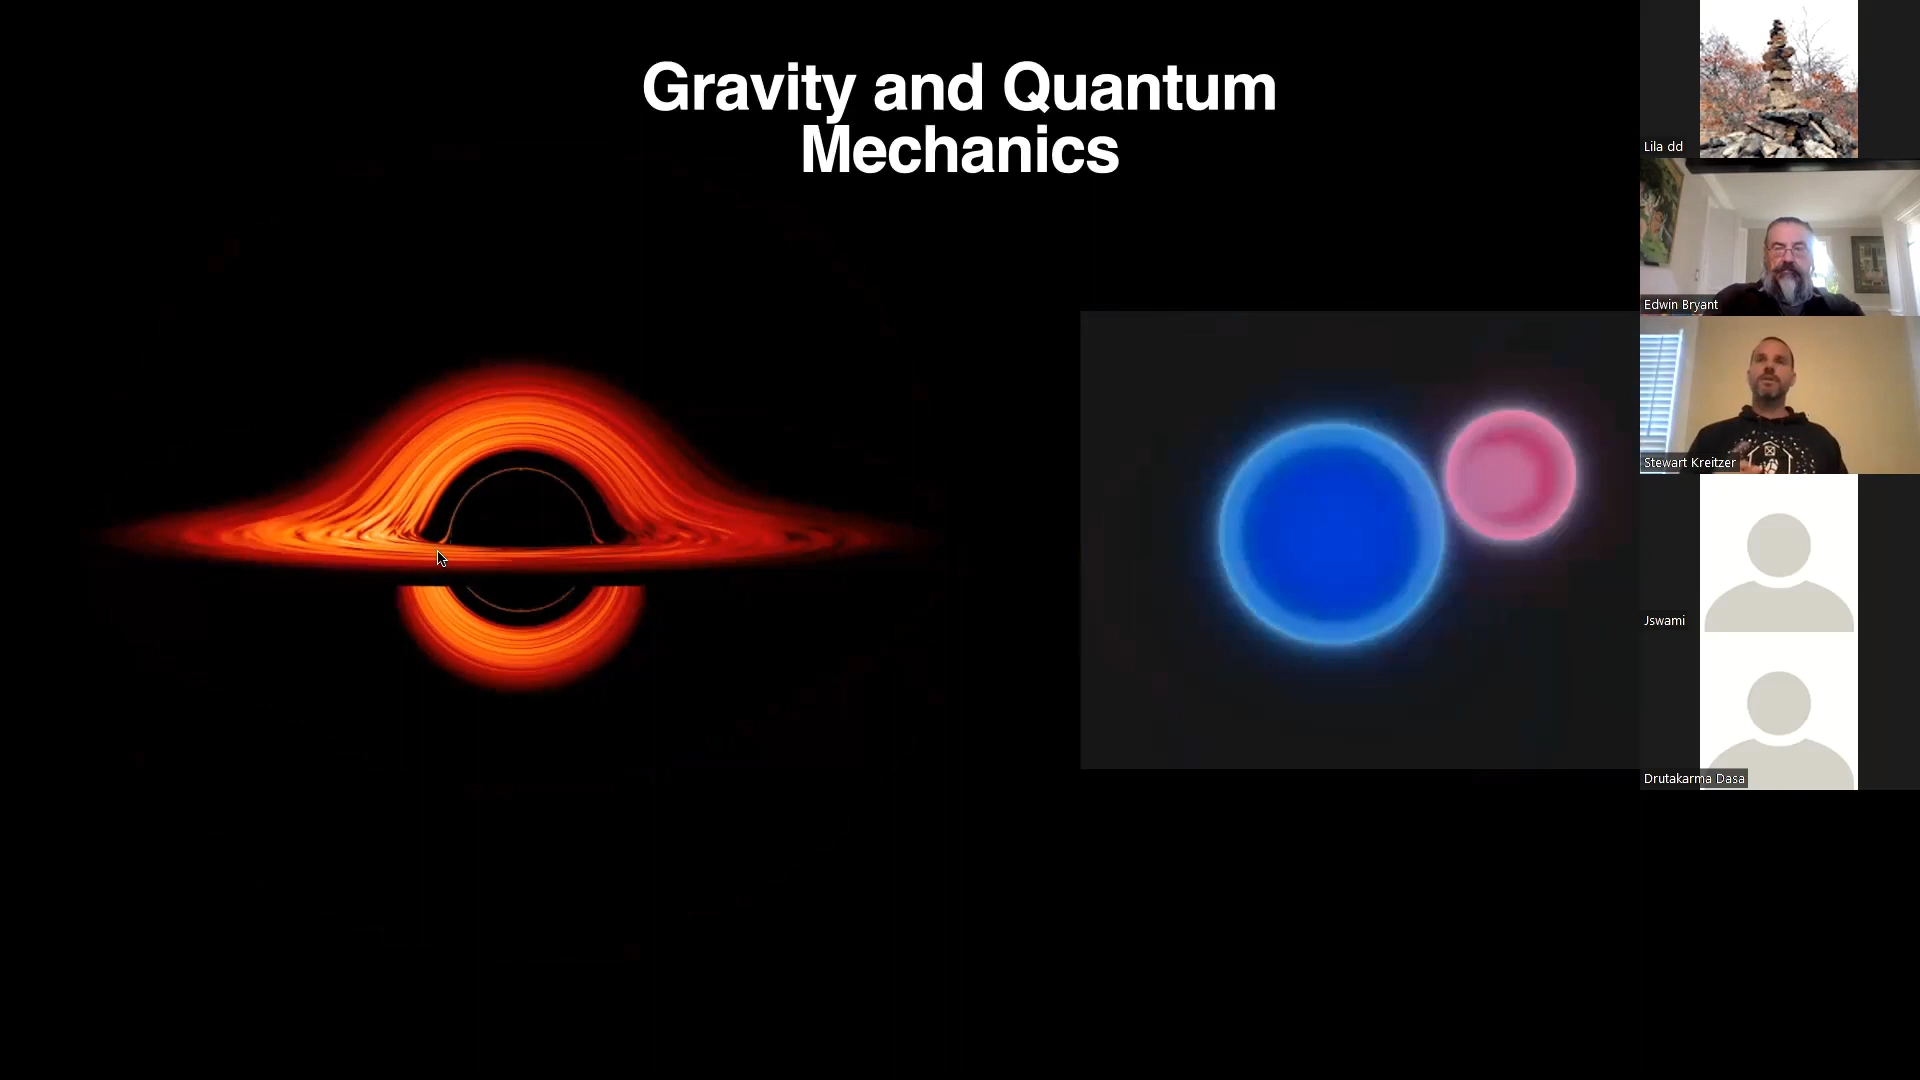 Gravity and Quantum
Mechanics
Lila dd
Edwin Bryant
Stewart Kreitzer
Jswami
Drutakarma Dasa